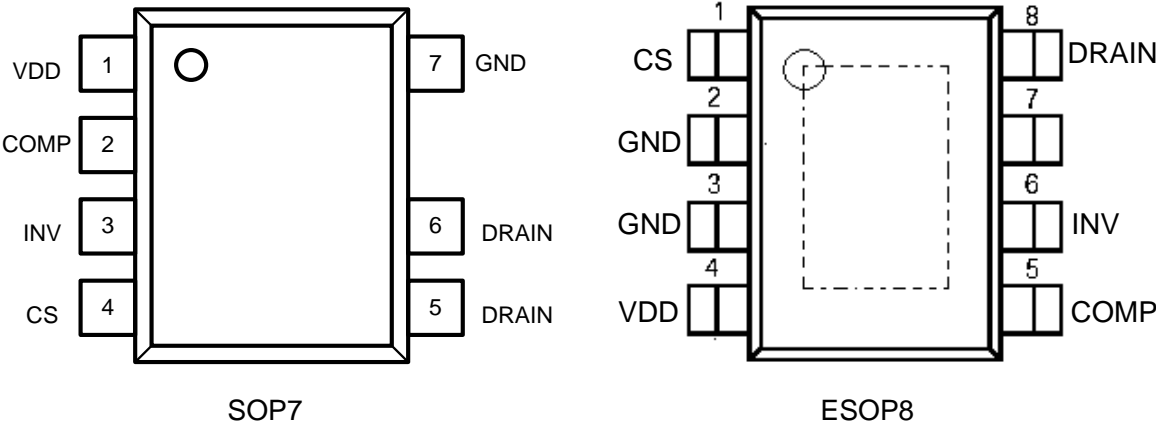 VDD 1 7 GND
COMP 2
INV 3 6 DRAIN
CS 4 5 DRAIN
SOP7
1 8
CS DRAIN
2 7
GND
3 6
GND INV
4 5
VDD COMP
ESOP8